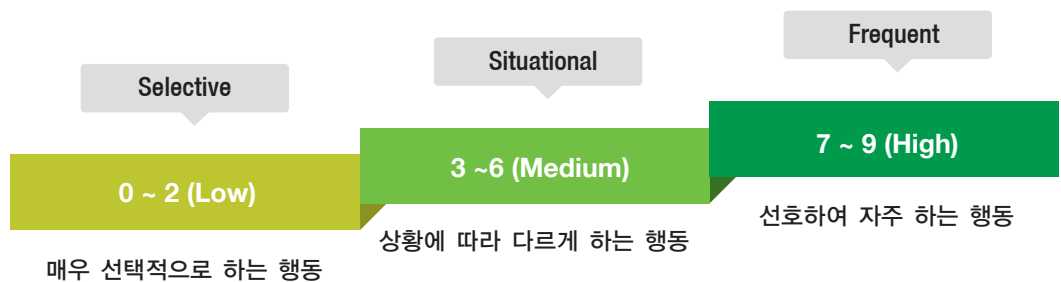 Selective
0 ~ 2 (Low)
매우 선택적으로 하는 행동
Situational
3 ~6 (Medium)
상황에 따라 다르게 하는 행동
Frequent
7 ~ 9 (High)
선호하여 자주 하는 행동